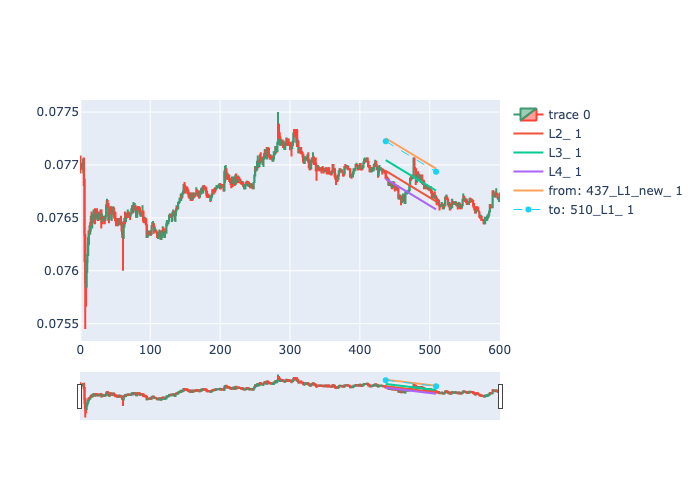 0.0775
0.077
0.0765
0.076
0.0755
0 100 200 300 400 500 600
trace 0
L2_ 1
L3_ 1
L4_ 1
from: 437_L1_new_ 1
to: 510_L1_ 1